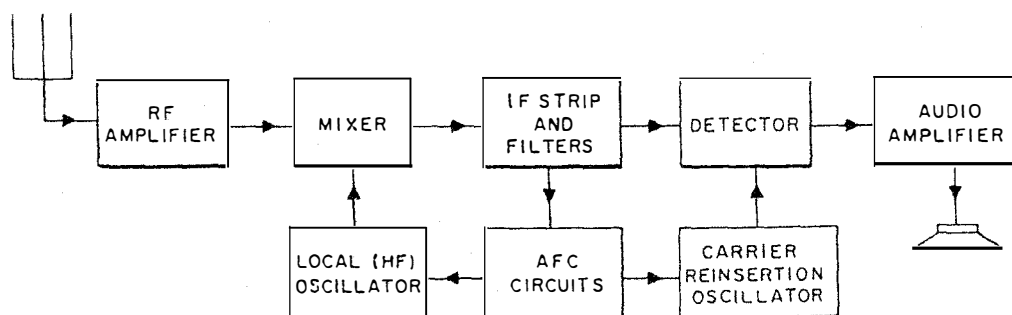 RF
AMPLIFIER
MIXER
IF STRIP
AND
FILTERS
DETECTOR
AUDIO
AMPLIFIER
LOCAL (HF)
OSCILLATOR
AFC
CIRCUITS
CARRIER
REINSERTION
OSCILLATOR